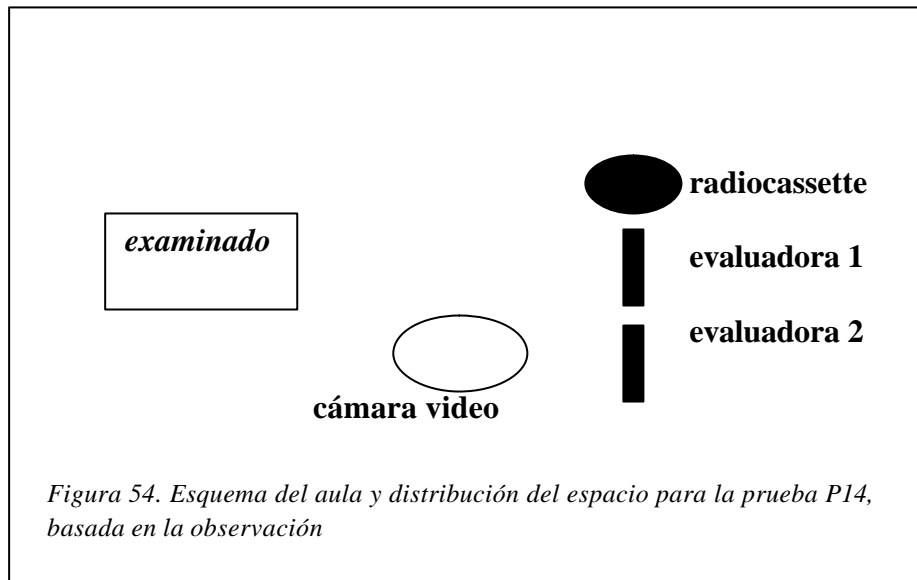 radiocassette
examinado
evaluadora 1
evaluadora 2
cámara video
Figura 54. Esquema del aula y distribución del espacio para la prueba P14,
basada en la observación